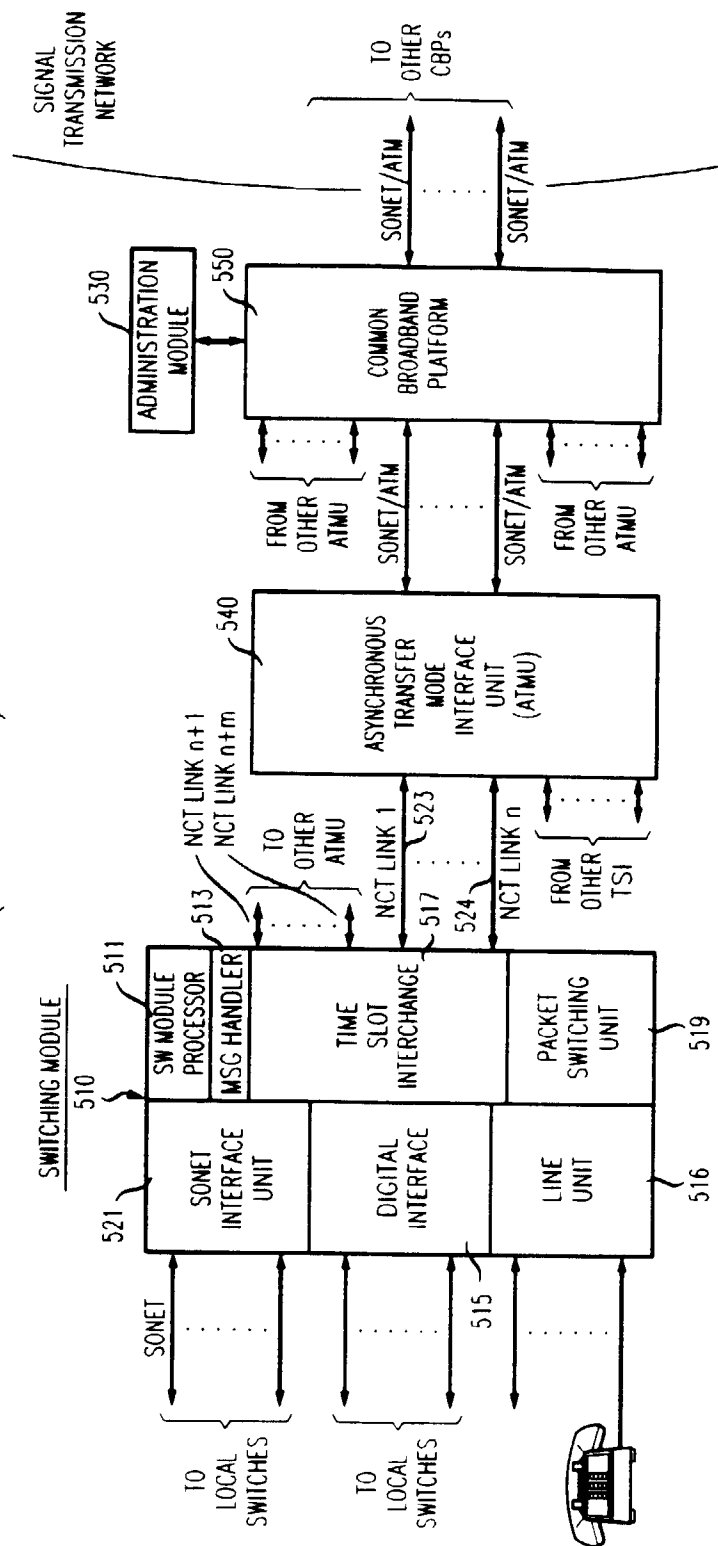 SWITCHING MODULE
510
521
SONET
INTERFACE
UNIT
DIGITAL
INTERFACE
515
LINE
UNIT
516
511
SW MODULE
PROCESSOR
513
MSG HANDLER
TIME
SLOT
INTERCHANGE
517
PACKET
SWITCHING
UNIT
519
SONET
TO
LOCAL
SWITCHES
TO
LOCAL
SWITCHES
NCT LINK n+1
NCT LINK n+m
TO
OTHER
ATMU
NCT LINK 1
523
524
NCT LINK n
FROM
OTHER
TSI
540
ASYNCHRONOUS
TRANSFER
MODE
INTERFACE
UNIT
(ATMU)
FROM
OTHER
ATMU
SONET/ATM
SONET/ATM
FROM
OTHER
ATMU
530
ADMINISTRATION
MODULE
550
COMMON
BROADBAND
PLATFORM
SONET/ATM
SONET/ATM
TO
OTHER
CBPs
SIGNAL
TRANSMISSION
NETWORK